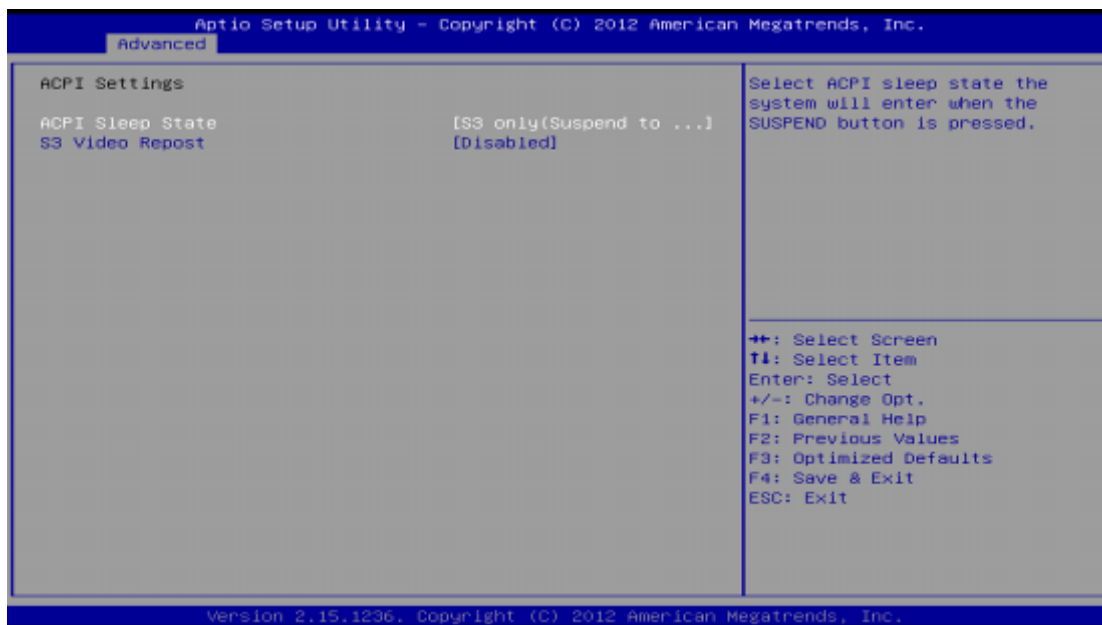 Aptio Setup Utility – Copyright (C) 2012 American Megatrends, Inc.
Advanced
ACPI Settings
ACPI Sleep State [S3 only(Suspend to ...]
S3 Video Repost [Disabled]
Select ACPI sleep state the
system will enter when the
SUSPEND button is pressed.
→←: Select Screen
↑↓: Select Item
Enter: Select
+/-: Change Opt.
F1: General Help
F2: Previous Values
F3: Optimized Defaults
F4: Save & Exit
ESC: Exit
Version 2.15.1236. Copyright (C) 2012 American Megatrends, Inc.